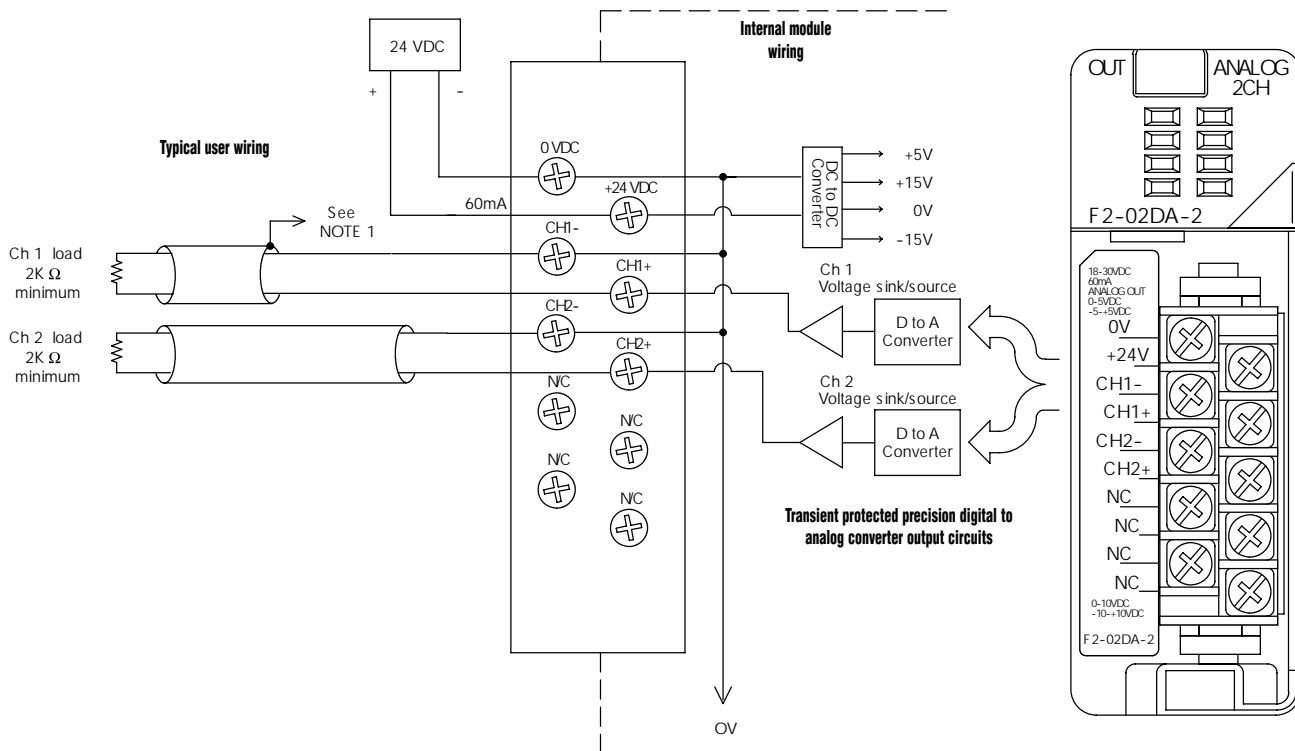 Internal module
wiring
24 VDC
+ -
Typical user wiring
0 VDC
+24 VDC
60mA
See
NOTE 1
CH1-
CH1+
CH2-
CH2+
N/C
N/C
N/C
N/C
Ch 1 load
2K Ω
minimum
Ch 2 load
2K Ω
minimum
DC to DC
Converter
+5V
+15V
0V
-15V
Ch 1
Voltage sink/source
D to A
Converter
Ch 2
Voltage sink/source
D to A
Converter
Transient protected precision digital to
analog converter output circuits
OV
OUT
ANALOG
2CH
F2-02DA-2
18-30VDC
60mA
ANALOG OUT
0-5VDC
-5-+5VDC
0V
+24V
CH1-
CH1+
CH2-
CH2+
NC
NC
NC
NC
0-10VDC
-10-+10VDC
F2-02DA-2